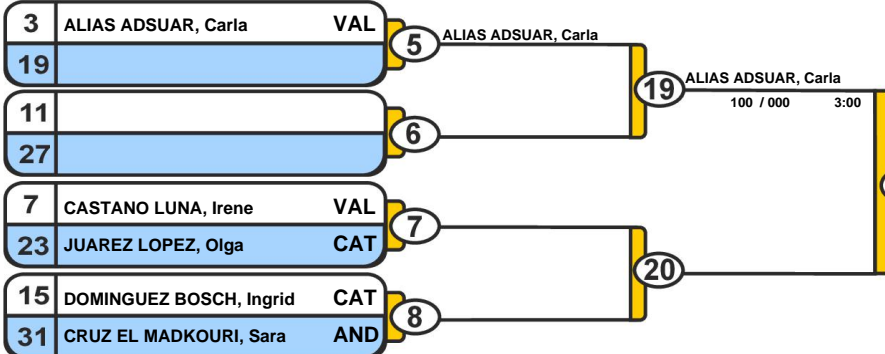 3 ALIAS ADSUAR, Carla VAL
19
5 ALIAS ADSUAR, Carla
11
27
6
19 ALIAS ADSUAR, Carla
100 / 000 3:00
7 CASTANO LUNA, Irene VAL
23 JUAREZ LOPEZ, Olga CAT
7
15 DOMINGUEZ BOSCH, Ingrid CAT
31 CRUZ EL MADKOURI, Sara AND
8
20